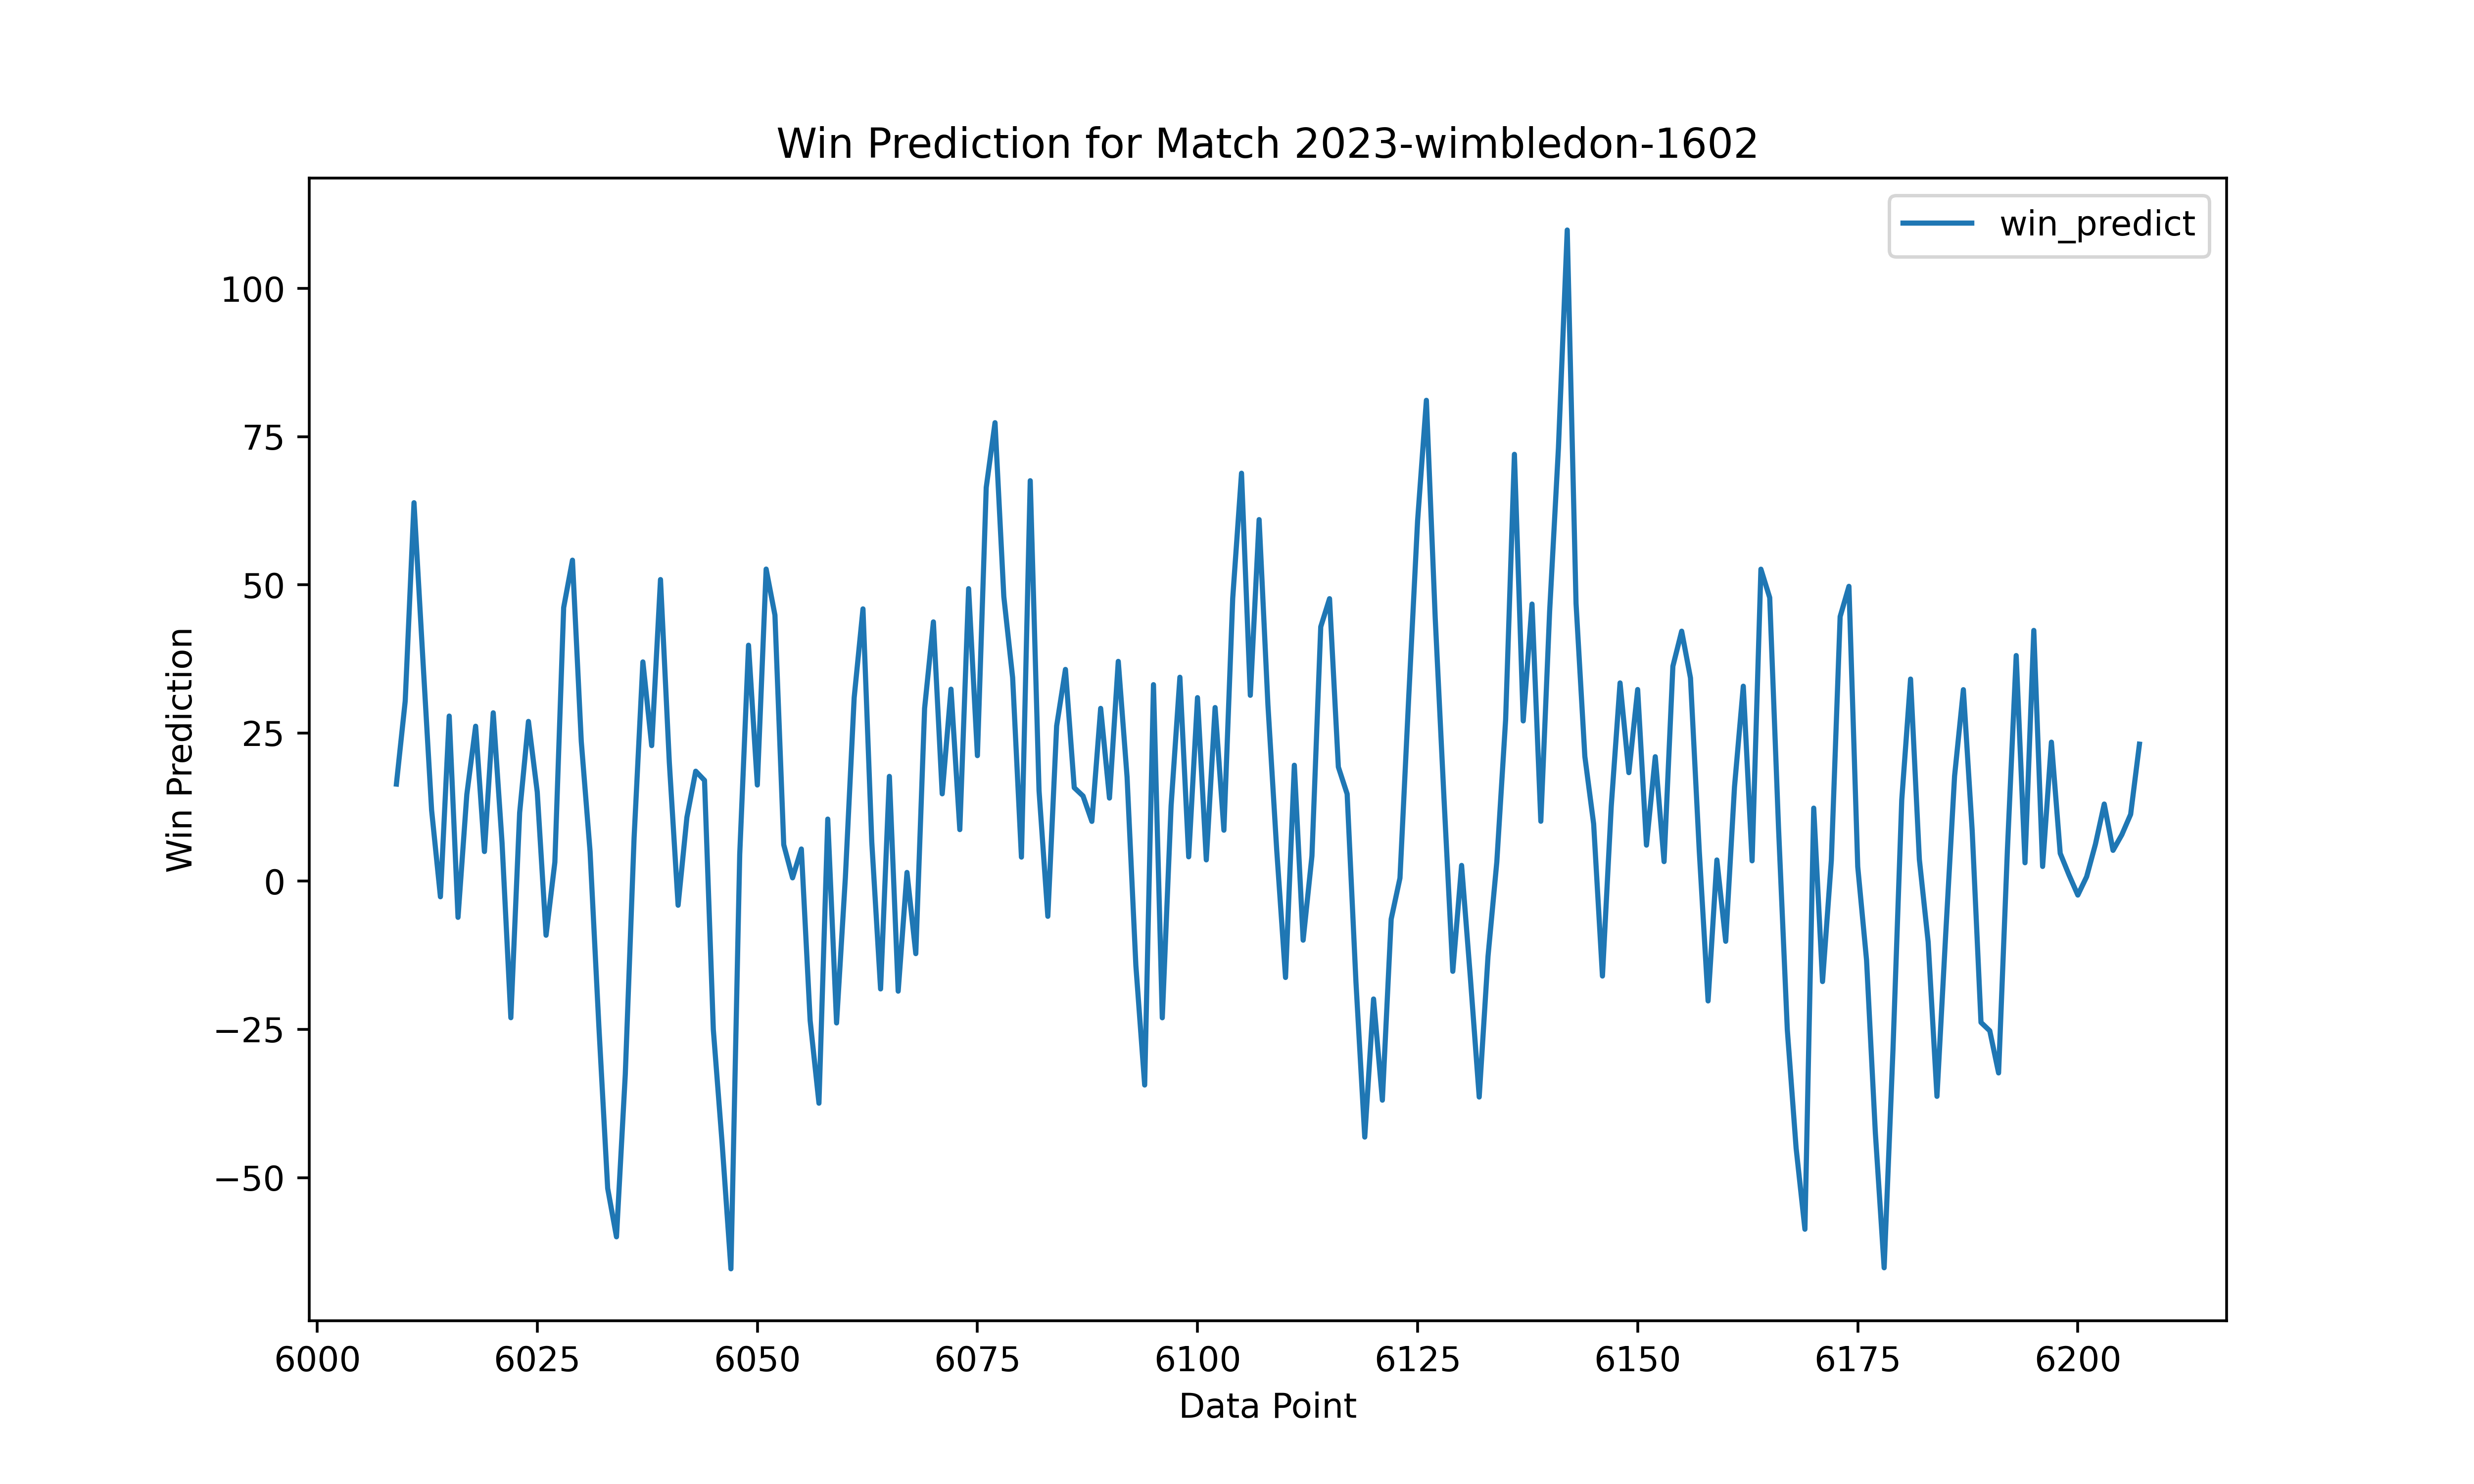 Win Prediction for Match 2023-wimbledon-1602
win_predict
100
75
50
25
0
−25
−50
Win Prediction
6000 6025 6050 6075 6100 6125 6150 6175 6200
Data Point